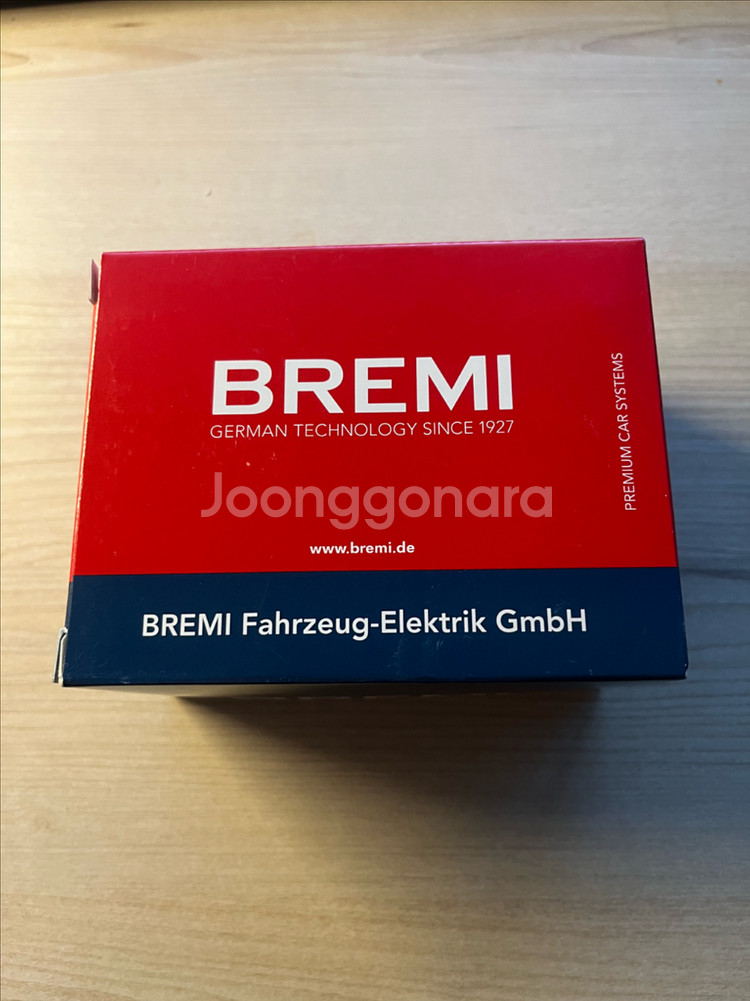 BREMI
GERMAN TECHNOLOGY SINCE 1927
PREMIUM CAR SYSTEMS
Joonggonara
www.bremi.de
BREMI Fahrzeug-Elektrik GmbH